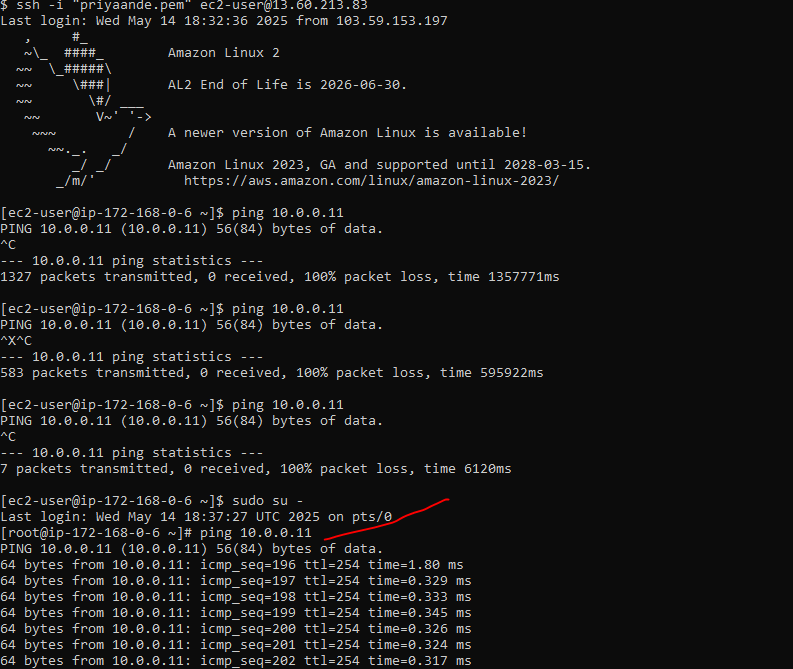 $ ssh -i "priyaande.pem" ec2-user@13.60.213.83
Last login: Wed May 14 18:32:36 2025 from 103.59.153.197
   ,     #_
   ~\_  ####_        Amazon Linux 2
  ~~  \_#####\
  ~~     \###|       AL2 End of Life is 2026-06-30.
  ~~       \#/ ___
   ~~       V~' '->
    ~~~         /    A newer version of Amazon Linux is available!
      ~~._.   _/
         _/ _/       Amazon Linux 2023, GA and supported until 2028-03-15.
       _/m/'           https://aws.amazon.com/linux/amazon-linux-2023/
[ec2-user@ip-172-168-0-6 ~]$ ping 10.0.0.11
PING 10.0.0.11 (10.0.0.11) 56(84) bytes of data.
^C
--- 10.0.0.11 ping statistics ---
1327 packets transmitted, 0 received, 100% packet loss, time 1357771ms
[ec2-user@ip-172-168-0-6 ~]$ ping 10.0.0.11
PING 10.0.0.11 (10.0.0.11) 56(84) bytes of data.
^X^C
--- 10.0.0.11 ping statistics ---
583 packets transmitted, 0 received, 100% packet loss, time 595922ms
[ec2-user@ip-172-168-0-6 ~]$ ping 10.0.0.11
PING 10.0.0.11 (10.0.0.11) 56(84) bytes of data.
^C
--- 10.0.0.11 ping statistics ---
7 packets transmitted, 0 received, 100% packet loss, time 6120ms
[ec2-user@ip-172-168-0-6 ~]$ sudo su -
Last login: Wed May 14 18:37:27 UTC 2025 on pts/0
[root@ip-172-168-0-6 ~]# ping 10.0.0.11
PING 10.0.0.11 (10.0.0.11) 56(84) bytes of data.
64 bytes from 10.0.0.11: icmp_seq=196 ttl=254 time=1.80 ms
64 bytes from 10.0.0.11: icmp_seq=197 ttl=254 time=0.329 ms
64 bytes from 10.0.0.11: icmp_seq=198 ttl=254 time=0.333 ms
64 bytes from 10.0.0.11: icmp_seq=199 ttl=254 time=0.345 ms
64 bytes from 10.0.0.11: icmp_seq=200 ttl=254 time=0.326 ms
64 bytes from 10.0.0.11: icmp_seq=201 ttl=254 time=0.324 ms
64 bytes from 10.0.0.11: icmp_seq=202 ttl=254 time=0.317 ms